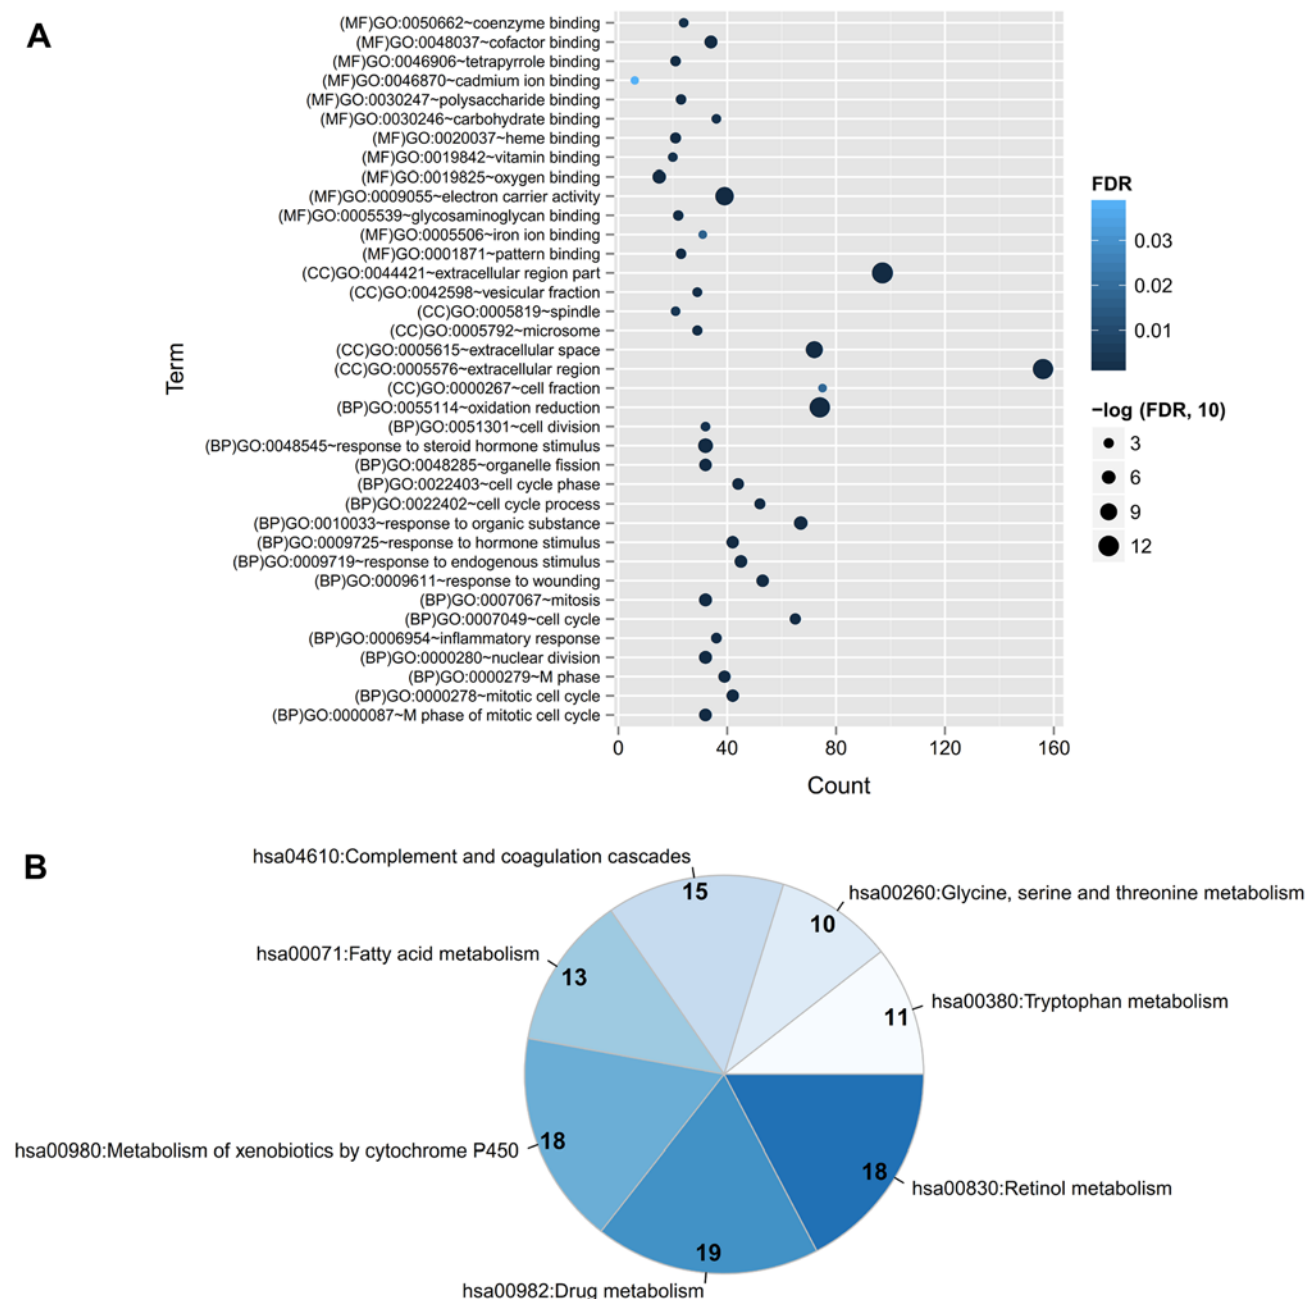 A
(MF)GO:0050662~coenzyme binding
(MF)GO:0048037~cofactor binding
(MF)GO:0046906~tetrapyrrole binding
(MF)GO:0046870~cadmium ion binding
(MF)GO:0030247~polysaccharide binding
(MF)GO:0030246~carbohydrate binding
(MF)GO:0020037~heme binding
(MF)GO:0019842~vitamin binding
(MF)GO:0019825~oxygen binding
(MF)GO:0009055~electron carrier activity
(MF)GO:0005539~glycosaminoglycan binding
(MF)GO:0005506~iron ion binding
(MF)GO:0001871~pattern binding
(CC)GO:0044421~extracellular region part
(CC)GO:0042598~vesicular fraction
(CC)GO:0005819~spindle
(CC)GO:0005792~microsome
(CC)GO:0005615~extracellular space
(CC)GO:0005576~extracellular region
(CC)GO:0000267~cell fraction
(BP)GO:0055114~oxidation reduction
(BP)GO:0051301~cell division
(BP)GO:0048545~response to steroid hormone stimulus
(BP)GO:0048285~organelle fission
(BP)GO:0022403~cell cycle phase
(BP)GO:0022402~cell cycle process
(BP)GO:0010033~response to organic substance
(BP)GO:0009725~response to hormone stimulus
(BP)GO:0009719~response to endogenous stimulus
(BP)GO:0009611~response to wounding
(BP)GO:0007067~mitosis
(BP)GO:0007049~cell cycle
(BP)GO:0006954~inflammatory response
(BP)GO:0000280~nuclear division
(BP)GO:0000279~M phase
(BP)GO:0000278~mitotic cell cycle
(BP)GO:0000087~M phase of mitotic cell cycle
Term
0 40 80 120 160
Count
FDR
0.03
0.02
0.01
−log (FDR, 10)
3
6
9
12
B
hsa04610:Complement and coagulation cascades
15
hsa00260:Glycine, serine and threonine metabolism
10
hsa00071:Fatty acid metabolism
13
hsa00380:Tryptophan metabolism
11
hsa00980:Metabolism of xenobiotics by cytochrome P450
18
18
hsa00830:Retinol metabolism
19
hsa00982:Drug metabolism